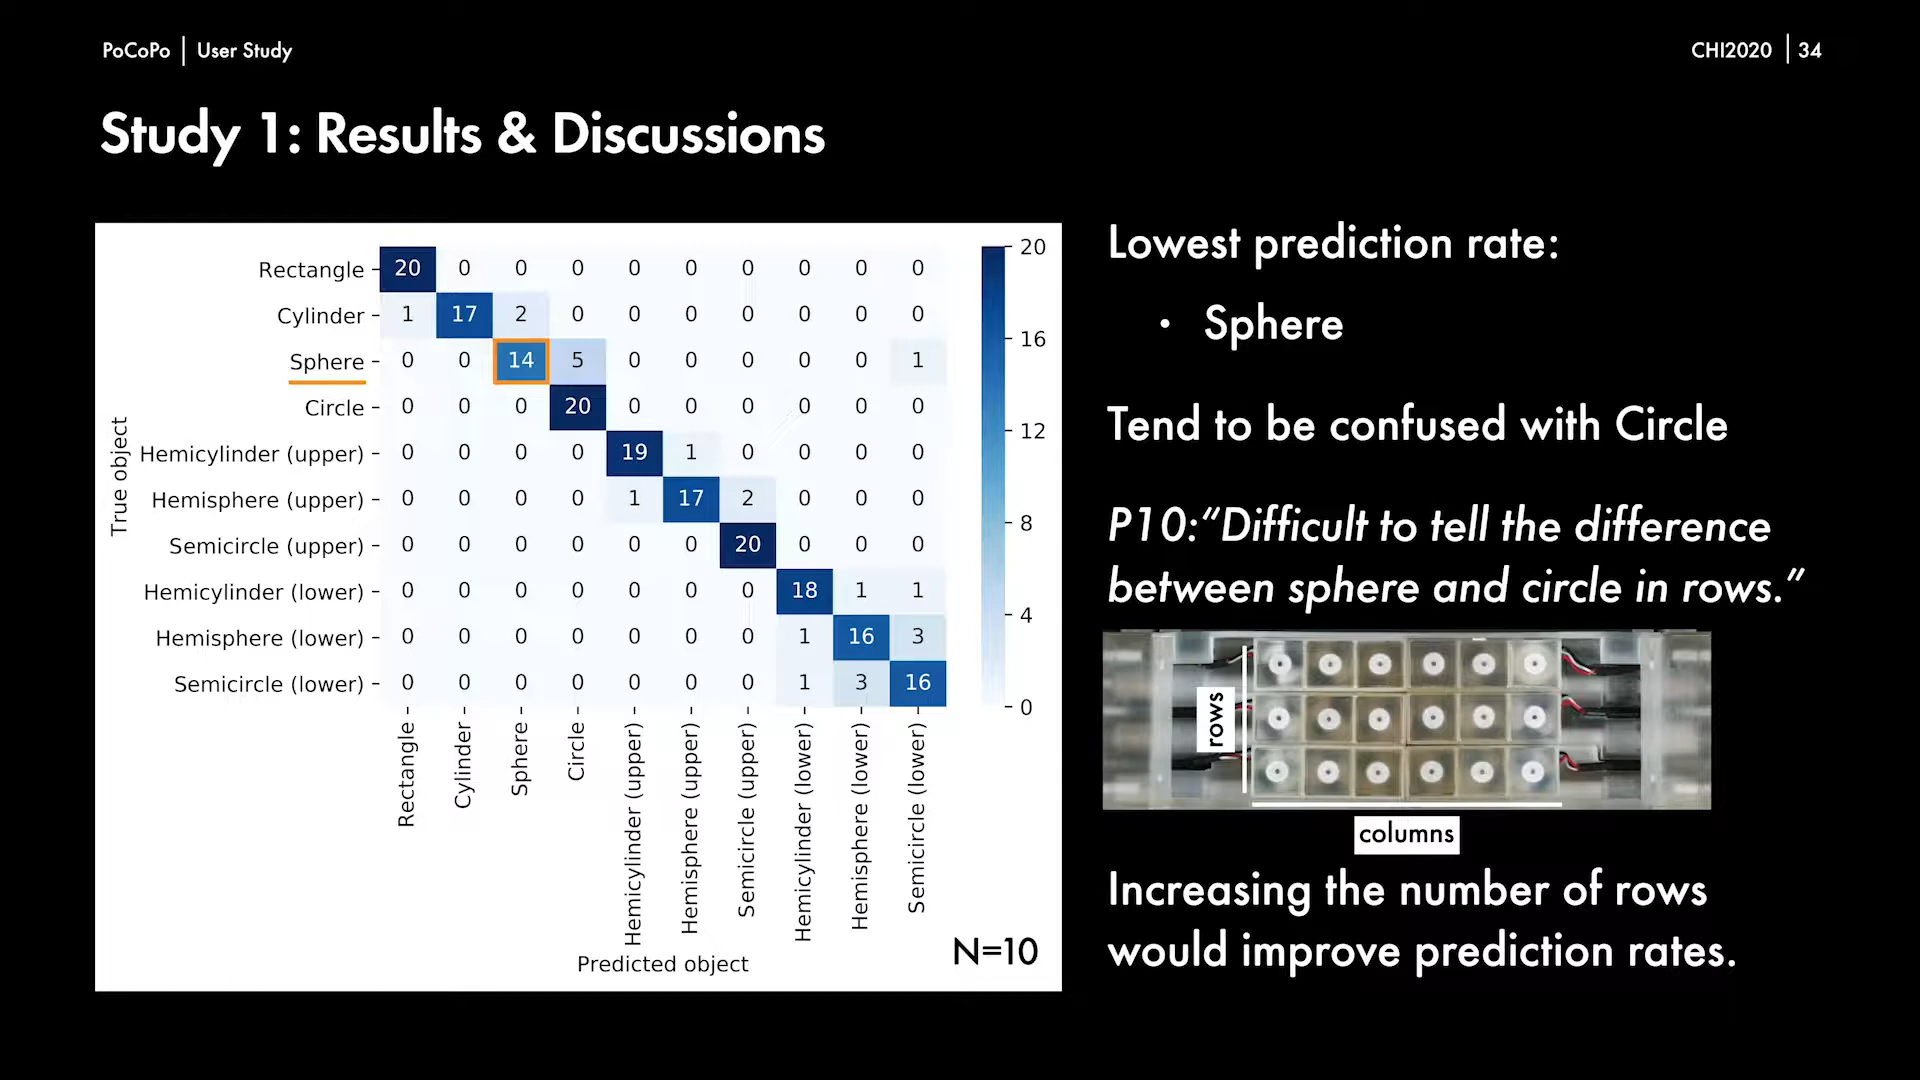 PoCoPo | User Study
CHI2020 | 34
Study 1: Results & Discussions
True object
Rectangle 20 0 0 0 0 0 0 0 0 0
Cylinder 1 17 2 0 0 0 0 0 0 0
Sphere 0 0 14 5 0 0 0 0 0 1
Circle 0 0 0 20 0 0 0 0 0 0
Hemicylinder (upper) 0 0 0 0 19 1 0 0 0 0
Hemisphere (upper) 0 0 0 0 1 17 2 0 0 0
Semicircle (upper) 0 0 0 0 0 0 20 0 0 0
Hemicylinder (lower) 0 0 0 0 0 0 0 18 1 1
Hemisphere (lower) 0 0 0 0 0 0 0 1 16 3
Semicircle (lower) 0 0 0 0 0 0 0 1 3 16
Rectangle
Cylinder
Sphere
Circle
Hemicylinder (upper)
Hemisphere (upper)
Semicircle (upper)
Hemicylinder (lower)
Hemisphere (lower)
Semicircle (lower)
Predicted object
20
16
12
8
4
0
N=10
Lowest prediction rate:
• Sphere
Tend to be confused with Circle
P10:“Difficult to tell the difference
between sphere and circle in rows.”
rows
columns
Increasing the number of rows
would improve prediction rates.